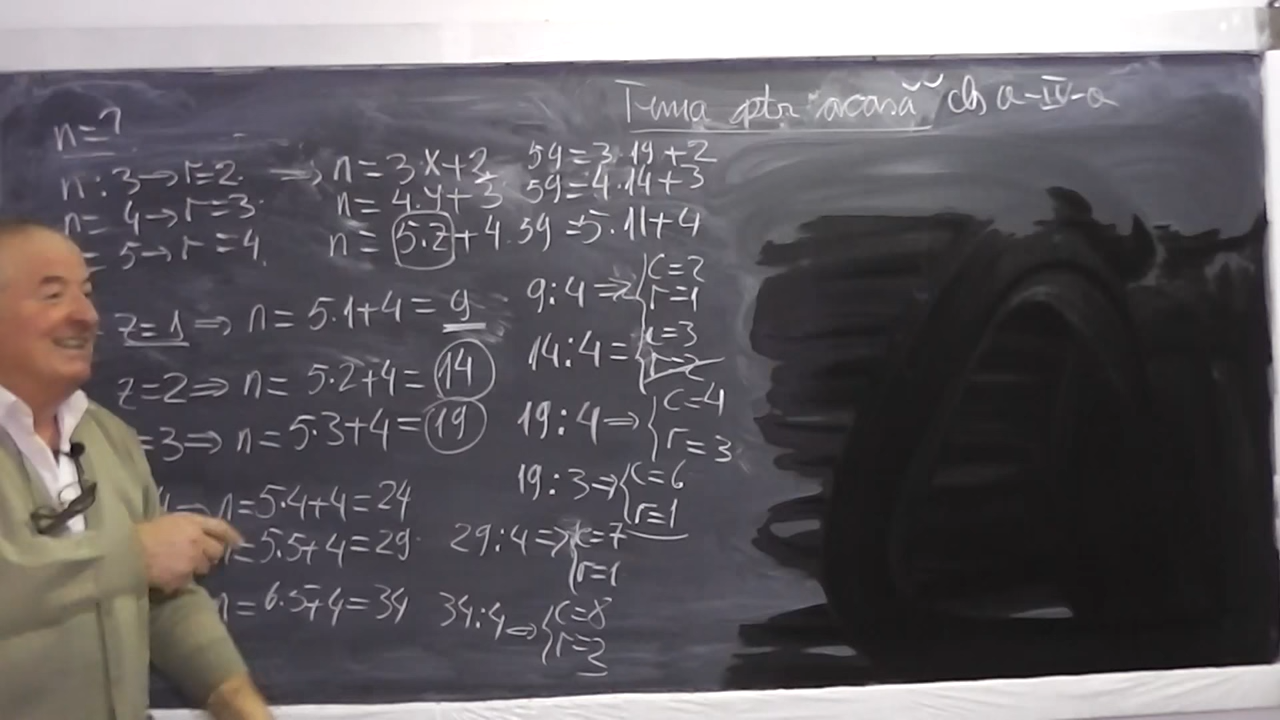 Tema ptr "acasă" cls a-IV-a
n=?
n:3→r=2 ⇒ n=3·x+2 59=3·19+2
n= 4→r=3 n=4·y+3 59=4·14+3
= 5→r=4 n=5·z+4 59=5·11+4
z=1⇒ n=5·1+4=9 9:4⇒{c=2 r=1
z=2⇒ n=5·2+4=14 14:4={c=3 r=2
=3⇒ n=5·3+4=19 19:4⇒{c=4 r=3
19:3⇒{c=6 r=1
n=5·4+4=24
=5·5+4=29 29:4⇒{c=7 r=1
n=6·5+4=34 34:4⇒{c=8 r=2